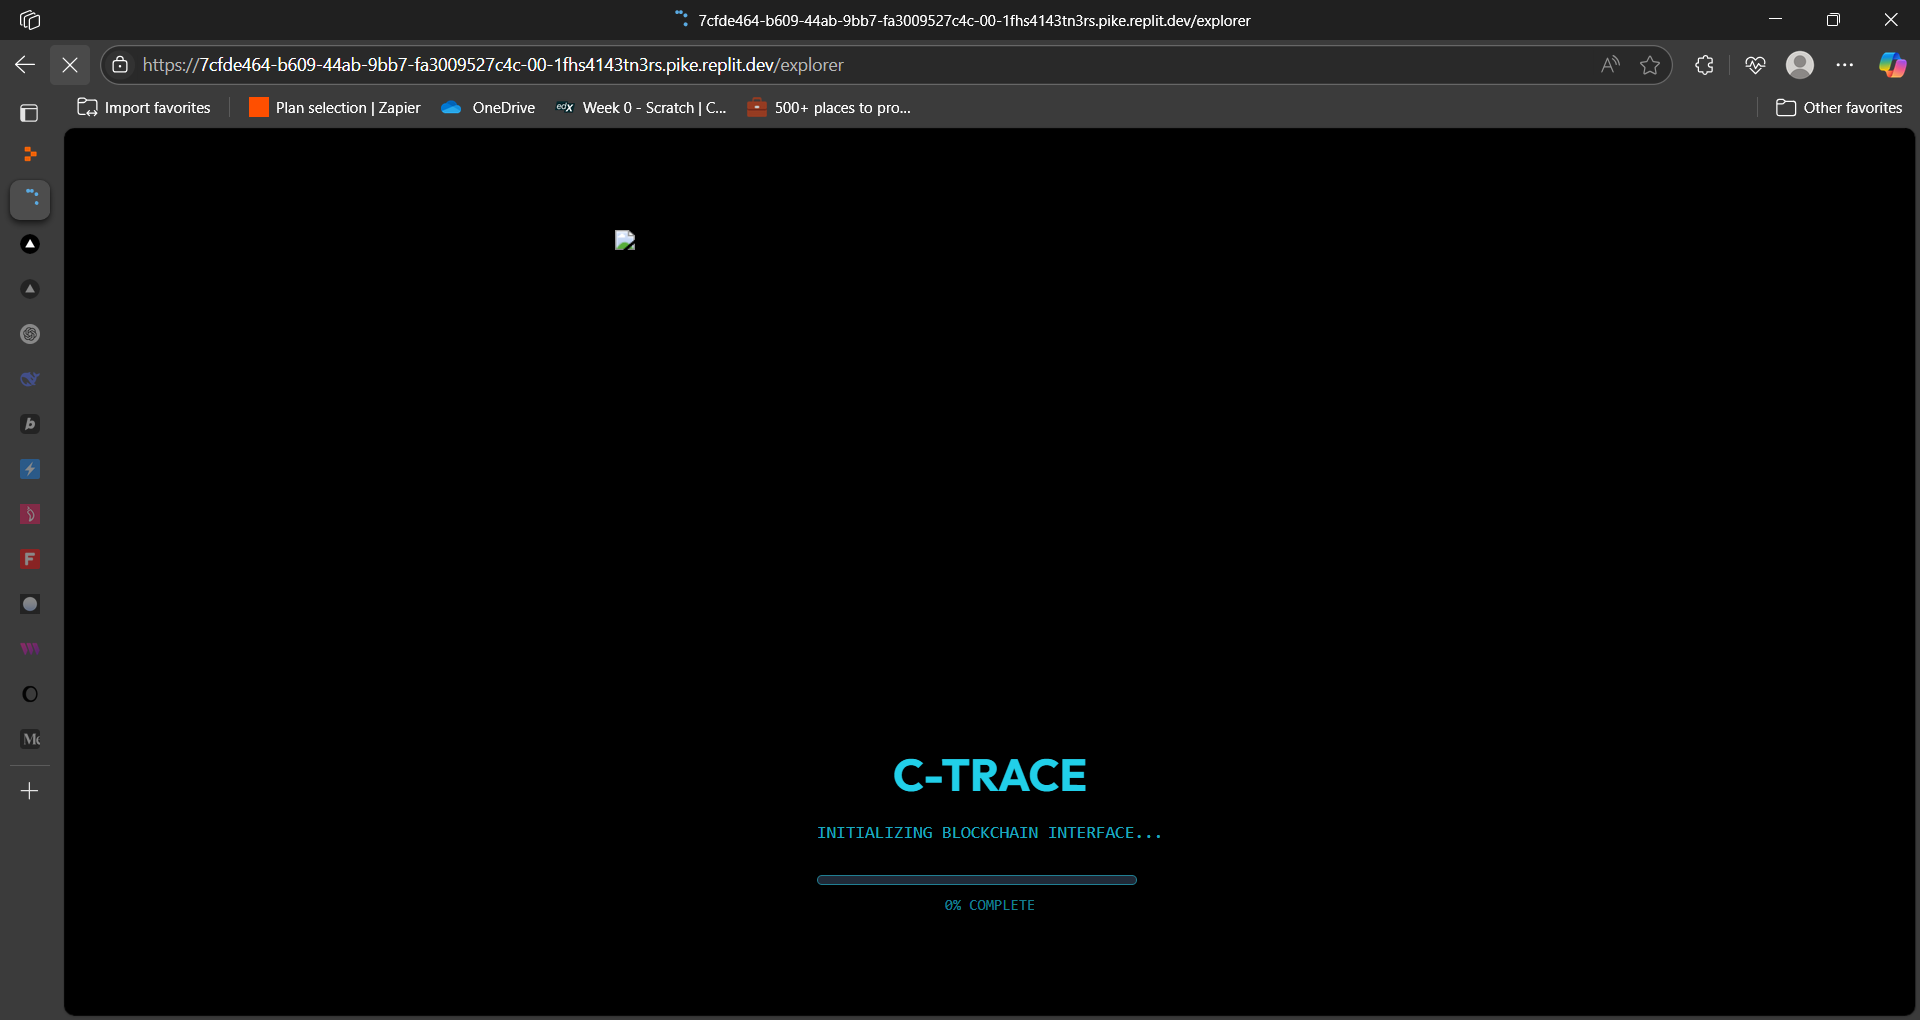 7cfde464-b609-44ab-9bb7-fa3009527c4c-00-1fhs4143tn3rs.pike.replit.dev/explorer
https://7cfde464-b609-44ab-9bb7-fa3009527c4c-00-1fhs4143tn3rs.pike.replit.dev/explorer
Import favorites
Plan selection | Zapier
OneDrive
edX
Week 0 - Scratch | C...
500+ places to pro...
Other favorites
b
F
Mc
C-TRACE
INITIALIZING BLOCKCHAIN INTERFACE...
0% COMPLETE